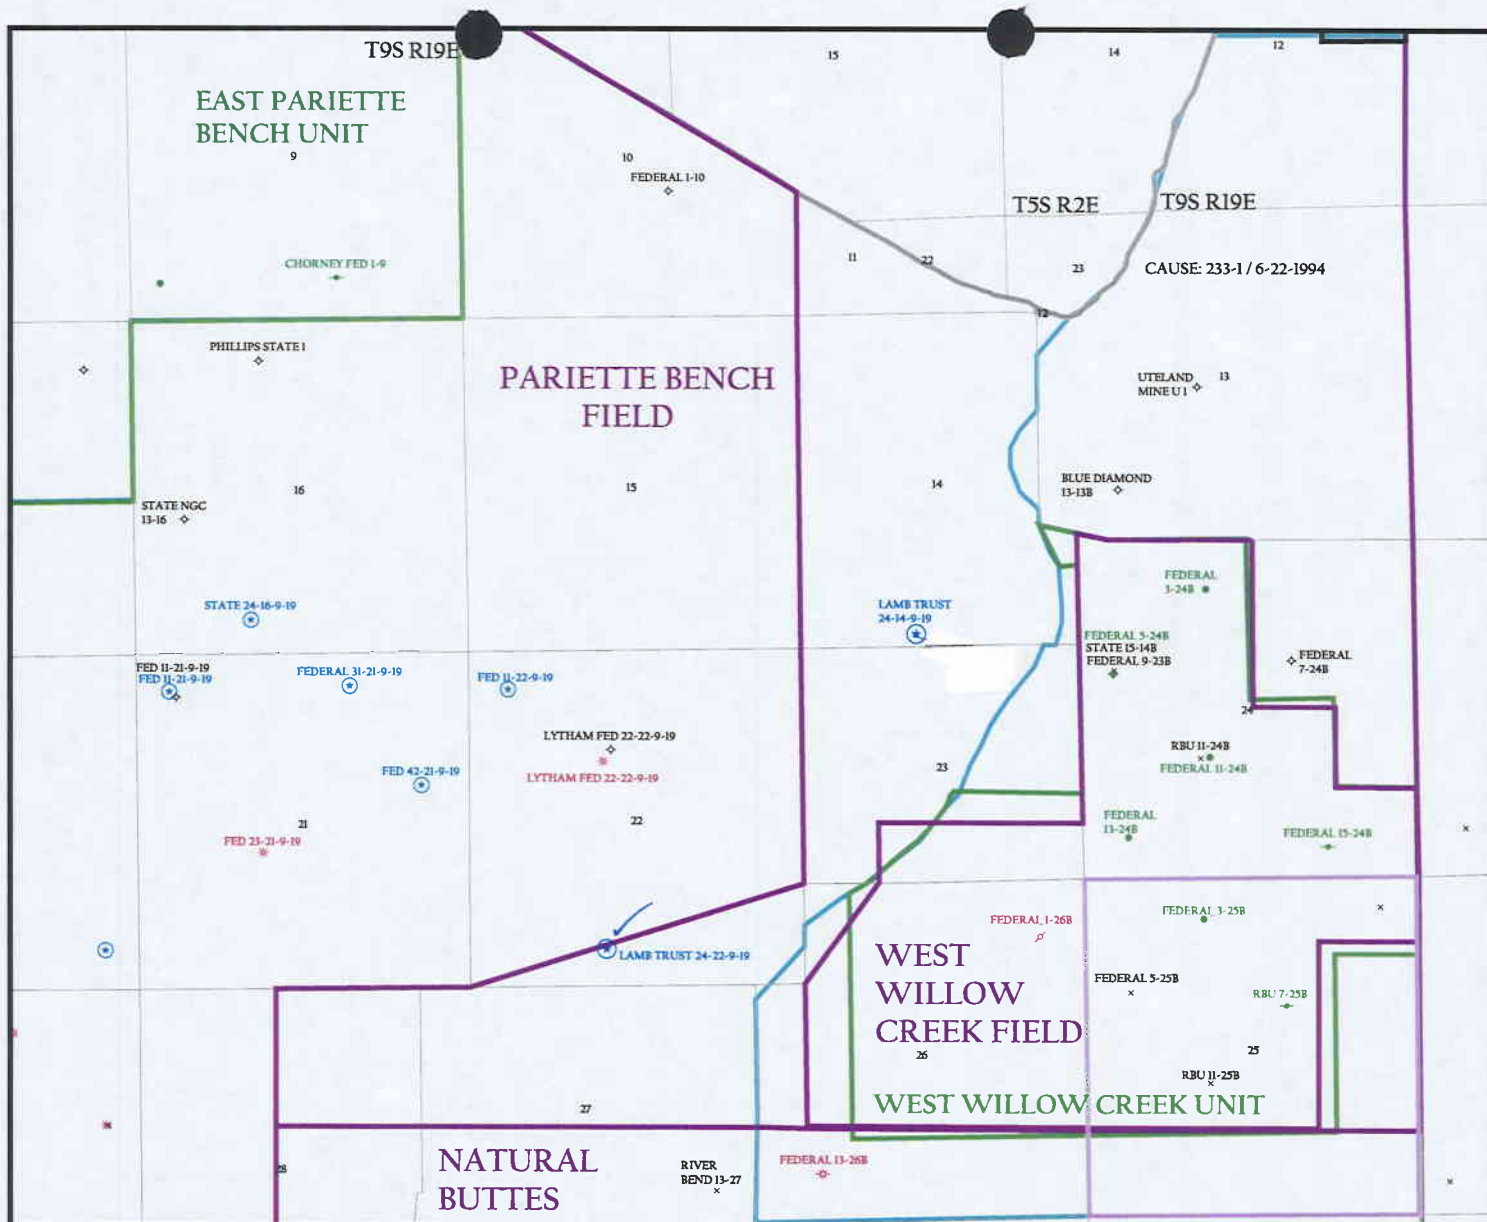 T9S R19E
15
14
12
EAST PARIETTE
BENCH UNIT
9
10
FEDERAL 1-10
T5S R2E
T9S R19E
11
22
23
CAUSE: 233-1 / 6-22-1994
CHORNEY FED 1-9
12
PHILLIPS STATE 1
PARIETTE BENCH
FIELD
UTELAND
MINE U 1
13
16
15
14
BLUE DIAMOND
13-13B
STATE NGC
13-16
FEDERAL
3-24B
STATE 24-16-9-19
LAMB TRUST
24-14-9-19
FEDERAL 5-24B
STATE 15-14B
FEDERAL 9-23B
FEDERAL
7-24B
FED 11-21-9-19
FED 11-21-9-19
FEDERAL 31-21-9-19
FED 11-22-9-19
24
LYTHAM FED 22-22-9-19
LYTHAM FED 22-22-9-19
RBU 11-24B
FEDERAL 11-24B
FED 42-21-9-19
23
21
22
FEDERAL
13-24B
FEDERAL 15-24B
FED 23-21-9-19
FEDERAL 1-26B
FEDERAL 3-25B
LAMB TRUST 24-22-9-19
WEST
WILLOW
CREEK FIELD
FEDERAL 5-25B
RBU 7-25B
26
25
RBU 11-25B
27
WEST WILLOW CREEK UNIT
28
NATURAL
BUTTES
RIVER
BEND 13-27
FEDERAL 13-26B